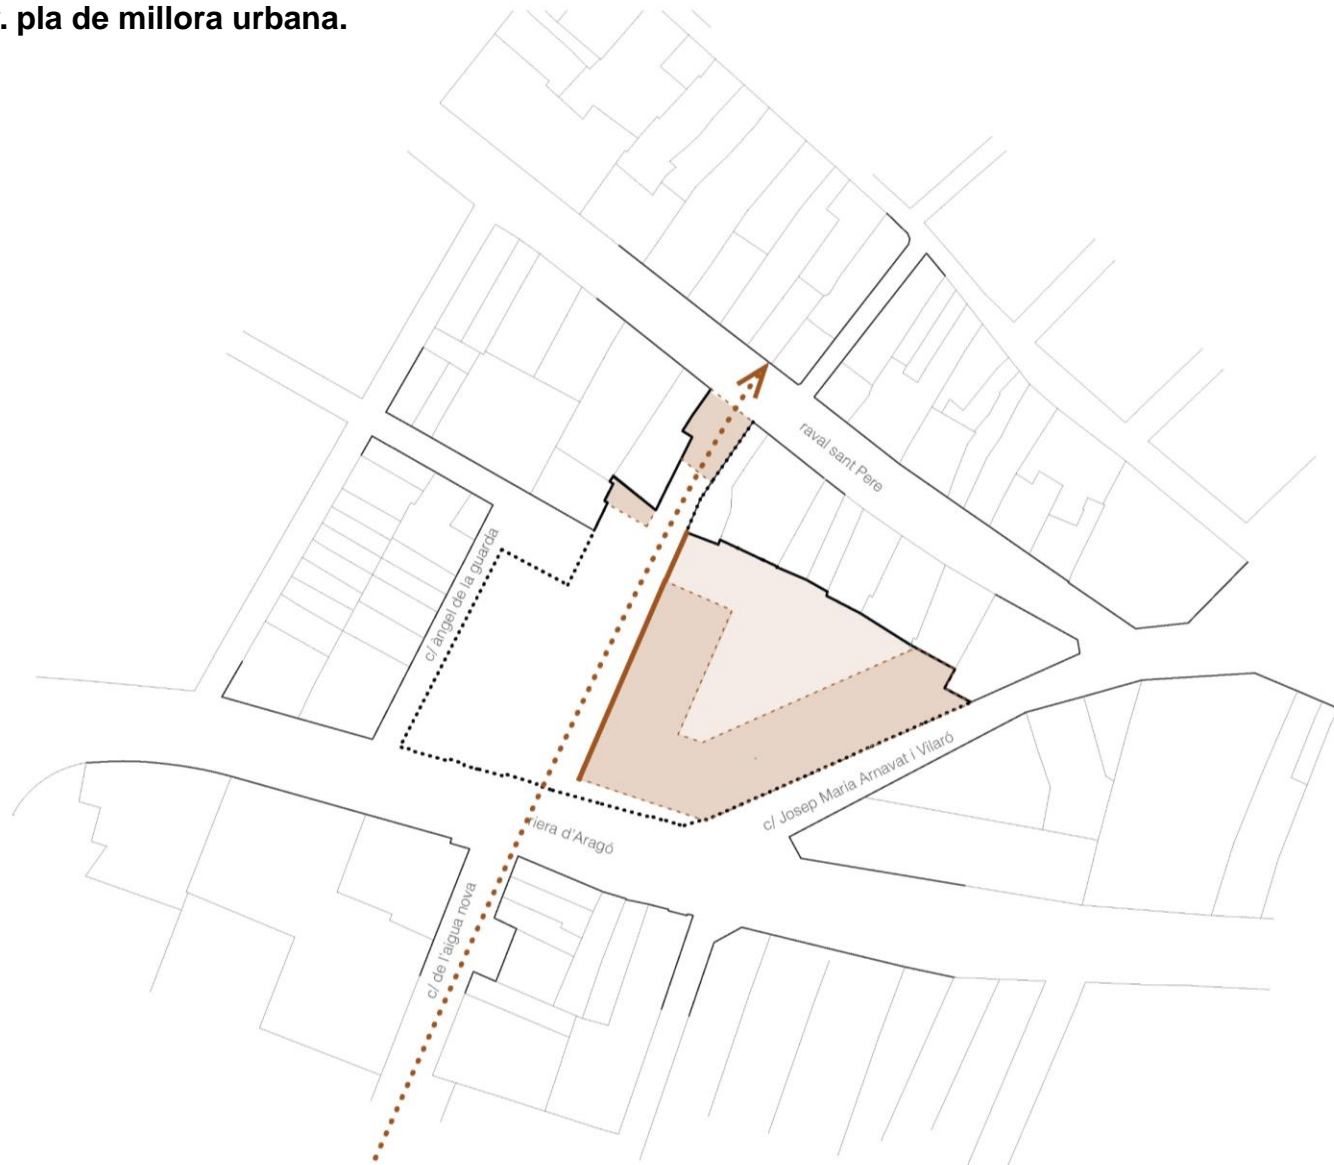 . pla de millora urbana.
raval sant Pere
c/ àngel de la guarda
c/ Josep Maria Arnavat i Vilaró
riera d'Aragó
c/ de l'aigua nova